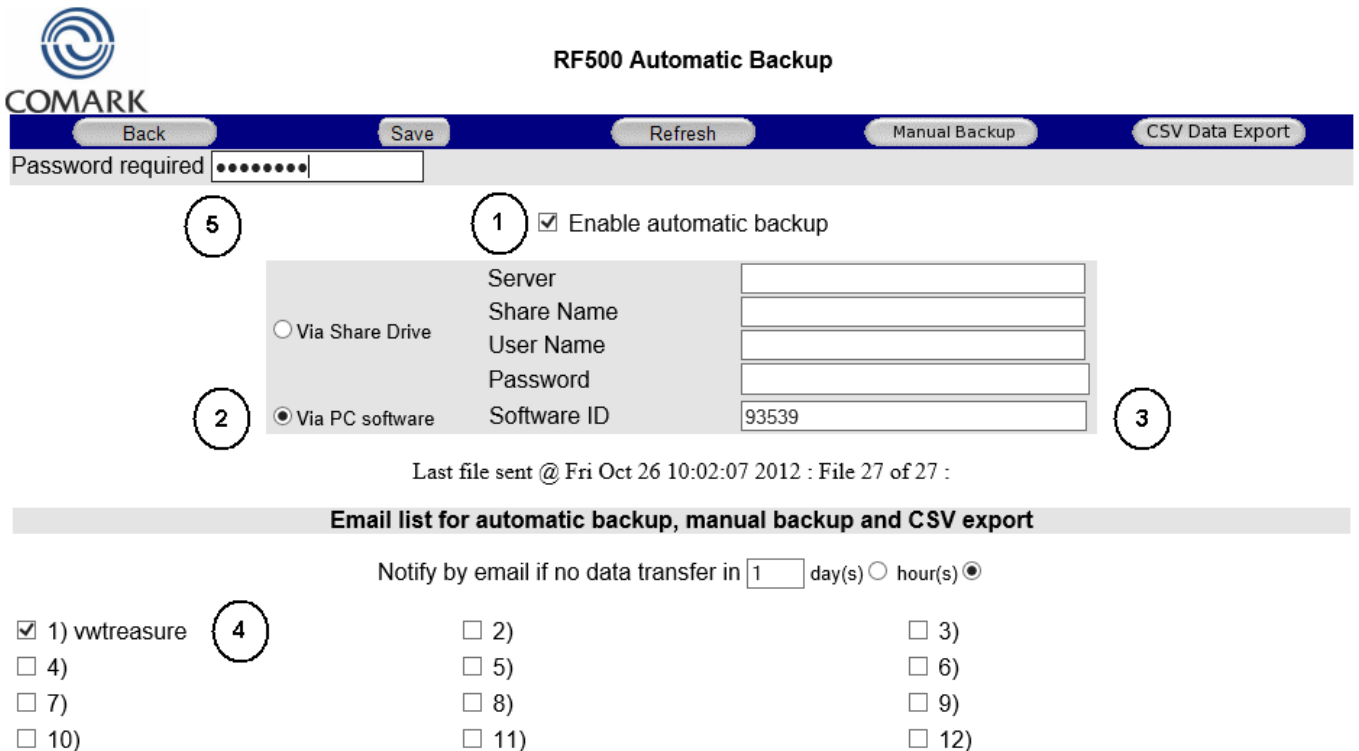 COMARK
RF500 Automatic Backup
Back Save Refresh Manual Backup CSV Data Export
Password required ••••••••
5 1 Enable automatic backup
Server
Share Name
Via Share Drive
User Name
Password
2 Via PC software Software ID 93539 3
Last file sent @ Fri Oct 26 10:02:07 2012 : File 27 of 27 :
Email list for automatic backup, manual backup and CSV export
Notify by email if no data transfer in 1 day(s) hour(s)
1) vwtreasure 4 2) 3)
4) 5) 6)
7) 8) 9)
10) 11) 12)